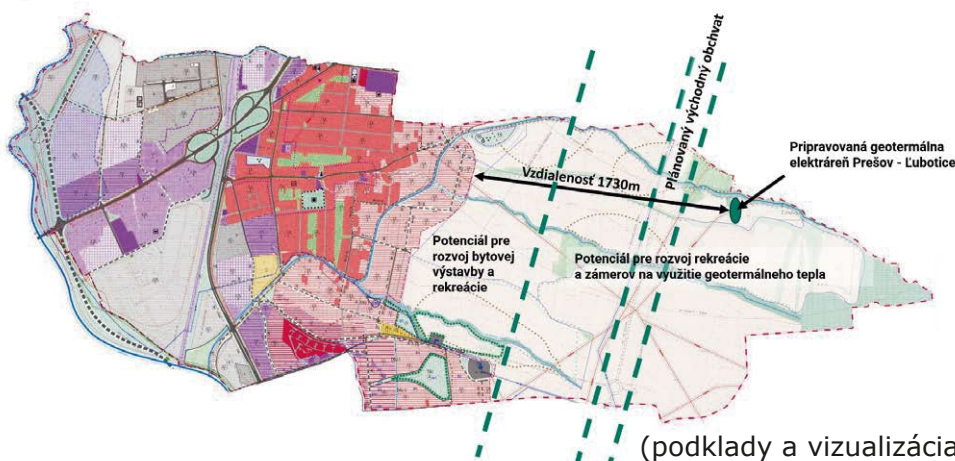 Plánovaný východný obchvat
Pripravovaná geotermálna
elektráreň Prešov - Ľubotice
Vzdialenosť 1730m
Potenciál pre
rozvoj bytovej
výstavby a
rekreácie
Potenciál pre rozvoj rekreácie
a zámerov na využitie geotermálneho tepla
(podklady a vizualizácia